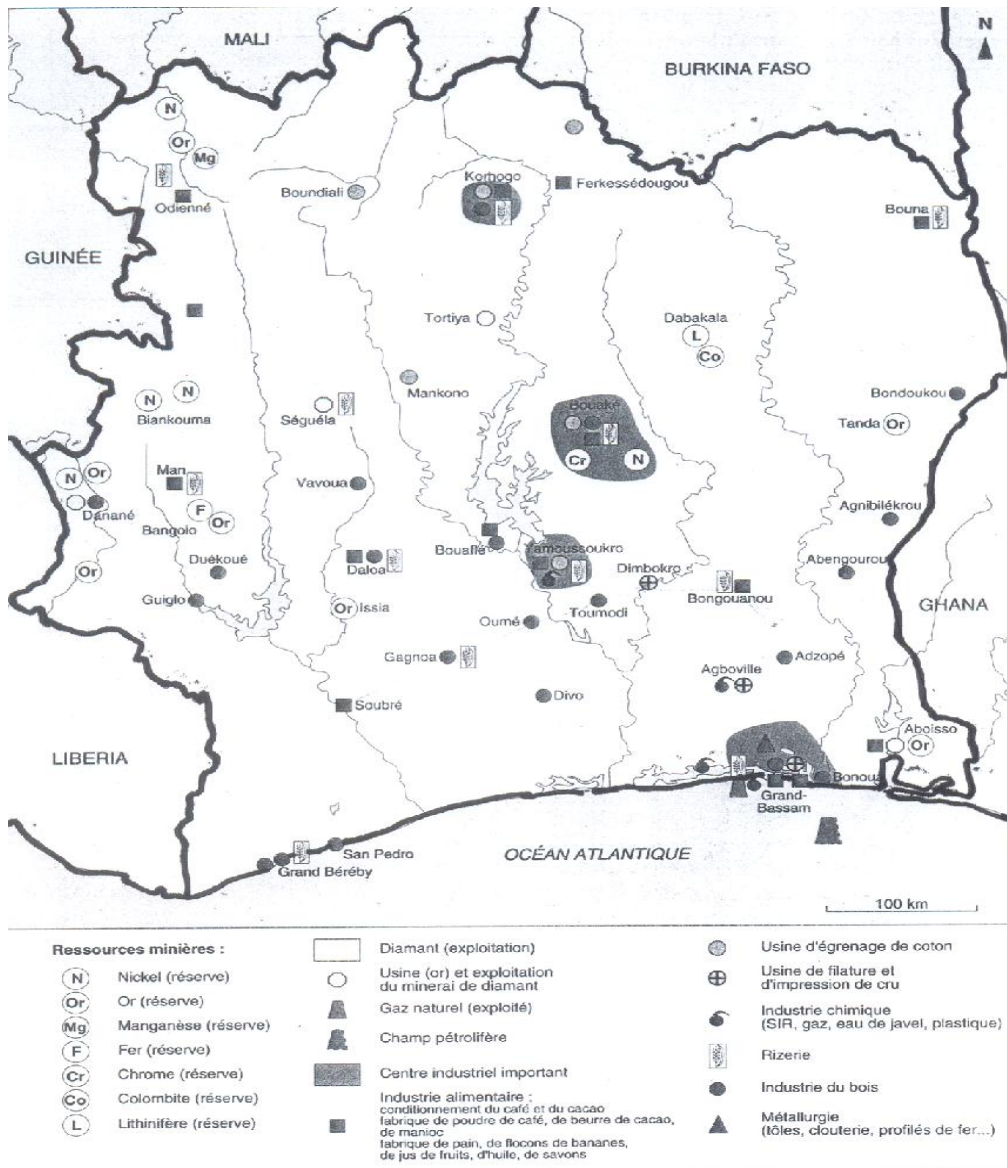 MALI
N
BURKINA FASO
N
Or
Mg
Korhogo
Boundiali
Ferkessédougou
Odienné
Bouna
GUINÉE
Tortiya
Dabakala
L
Co
N
N
Mankono
Bondoukou
Biankouma
Séguéla
Bouaké
Tanda
Or
Cr
N
N
Or
Man
Vavoua
F
Danané
Or
Agnibilékrou
Bangolo
Bouaflé
Yamoussoukro
Or
Duékoué
Daloa
Dimbokro
Abengourou
Bongouanou
Guiglo
Or
Issia
Toumodi
GHANA
Oumé
Gagnoa
Adzopé
Agboville
Divo
Soubré
Aboisso
Or
LIBERIA
Bonoua
Grand-
Bassam
San Pedro
Grand Béréby
OCÉAN ATLANTIQUE
100 km
Ressources minières :
N Nickel (réserve)
Or Or (réserve)
Mg Manganèse (réserve)
F Fer (réserve)
Cr Chrome (réserve)
Co Colombite (réserve)
L Lithinifère (réserve)
Diamant (exploitation)
Usine (or) et exploitation
du minerai de diamant
Gaz naturel (exploité)
Champ pétrolifère
Centre industriel important
Industrie alimentaire :
conditionnement du café et du cacao
fabrique de poudre de café, de beurre de cacao,
de manioc
fabrique de pain, de flocons de bananes,
de jus de fruits, d'huile, de savons
Usine d'égrenage de coton
Usine de filature et
d'impression de cru
Industrie chimique
(SIR, gaz, eau de javel, plastique)
Rizerie
Industrie du bois
Métallurgie
(tôles, clouterie, profilés de fer...)